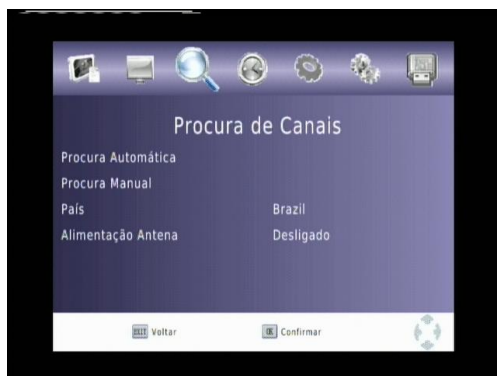 Procura de Canais
Procura Automática
Procura Manual
País Brazil
Alimentação Antena Desligado
EXIT Voltar OK Confirmar